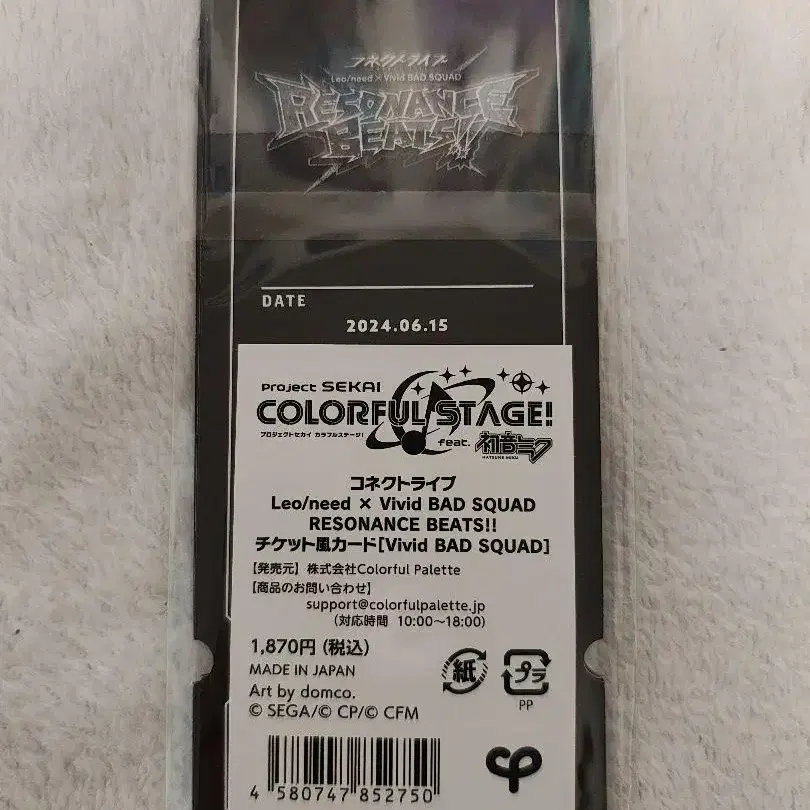 コネクトライブ
Leo/need × Vivid BAD SQUAD
RESONANCE
BEATS!!
DATE
2024.06.15
Project SEKAI
COLORFUL STAGE!
プロジェクトセカイ カラフルステージ!
feat. 初音ミク
HATSUNE MIKU
コネクトライブ
Leo/need × Vivid BAD SQUAD
RESONANCE BEATS!!
チケット風カード[Vivid BAD SQUAD]
【発売元】株式会社Colorful Palette
【商品のお問い合わせ】
support@colorfulpalette.jp
(対応時間 10:00~18:00)
1,870円(税込)
MADE IN JAPAN
Art by domco.
© SEGA/© CP/© CFM
紙
プラ
PP
4 580747 852750